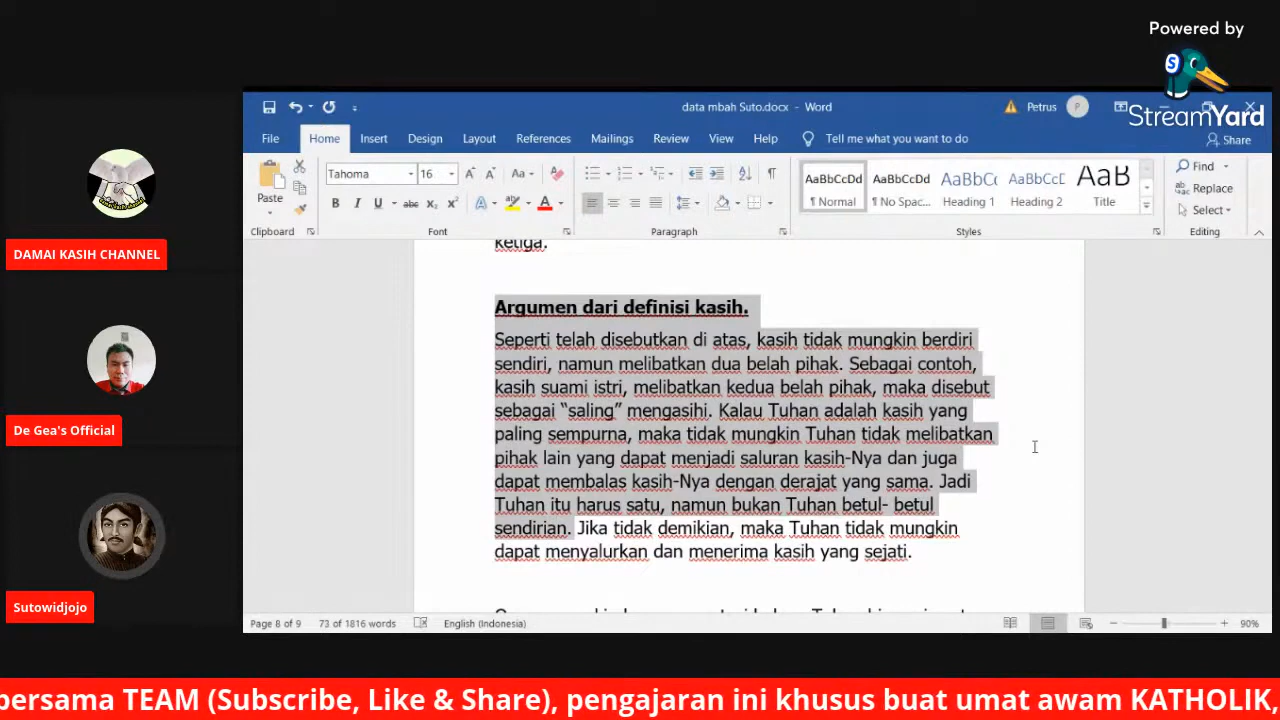 Powered by
S
StreamYard
data mbah Suto.docx - Word
Petrus
P
File
Home
Insert
Design
Layout
References
Mailings
Review
View
Help
Tell me what you want to do
Share
Paste
Clipboard
Tahoma
16
Font
Paragraph
AaBbCcDd
¶ Normal
AaBbCcDd
¶ No Spac...
AaBbCc
Heading 1
AaBbCcD
Heading 2
AaB
Title
Styles
Find
Replace
Select
Editing
ketiga.
Argumen dari definisi kasih.
Seperti telah disebutkan di atas, kasih tidak mungkin berdiri
sendiri, namun melibatkan dua belah pihak. Sebagai contoh,
kasih suami istri, melibatkan kedua belah pihak, maka disebut
sebagai “saling” mengasihi. Kalau Tuhan adalah kasih yang
paling sempurna, maka tidak mungkin Tuhan tidak melibatkan
pihak lain yang dapat menjadi saluran kasih-Nya dan juga
dapat membalas kasih-Nya dengan derajat yang sama. Jadi
Tuhan itu harus satu, namun bukan Tuhan betul- betul
sendirian. Jika tidak demikian, maka Tuhan tidak mungkin
dapat menyalurkan dan menerima kasih yang sejati.
Page 8 of 9
73 of 1816 words
English (Indonesia)
90%
DAMAI KASIH CHANNEL
De Gea's Official
Sutowidjojo
bersama TEAM (Subscribe, Like & Share), pengajaran ini khusus buat umat awam KATHOLIK,